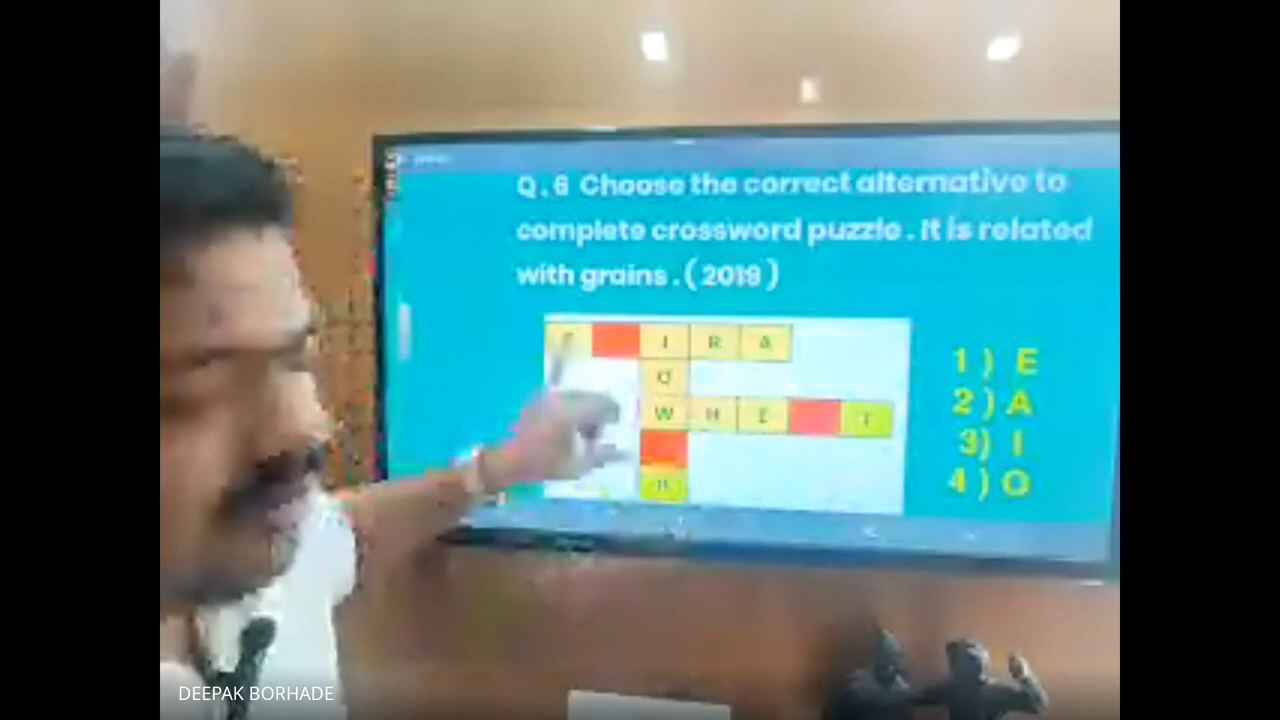 Q.6 Choose the correct alternative to
complete crossword puzzle. It is related
with grains. (2019)
J R A
O
W H E T
1) E
2) A
3) I
4) O
DEEPAK BORHADE